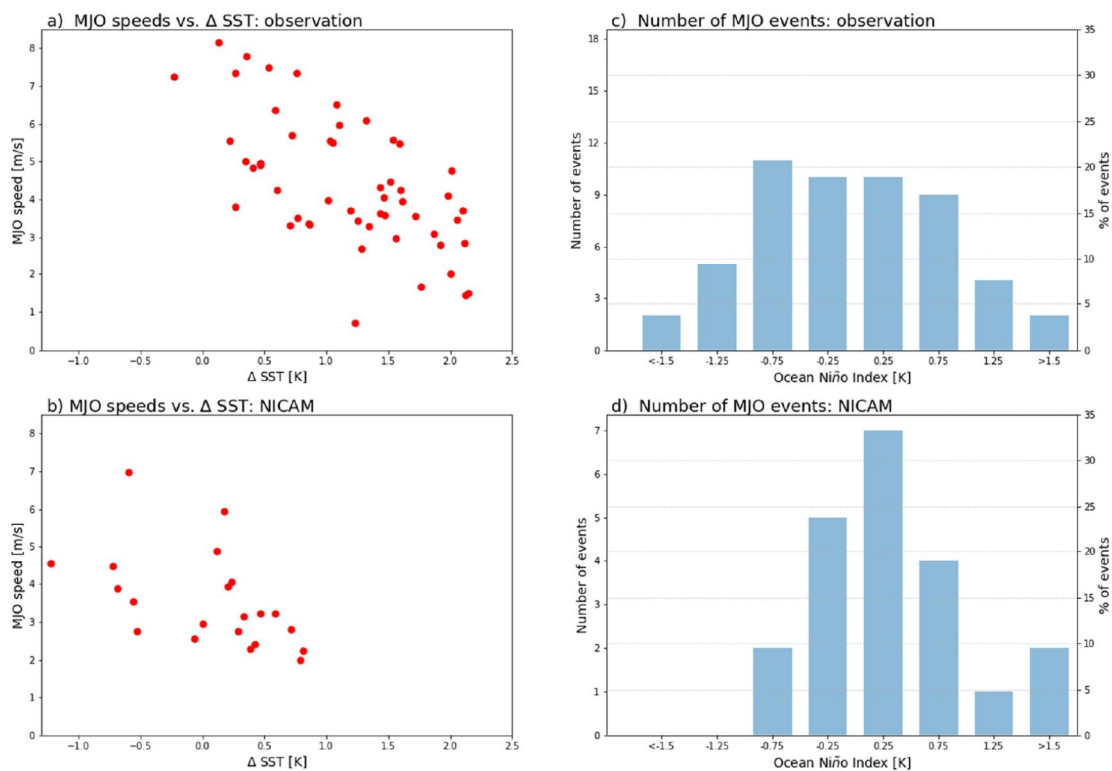 a) MJO speeds vs. Δ SST: observation
8
7
6
5
4
3
2
1
0
MJO speed [m/s]
-1.0 -0.5 0.0 0.5 1.0 1.5 2.0 2.5
Δ SST [K]
c) Number of MJO events: observation
18
15
12
9
6
3
0
Number of events
35
30
25
20
15
10
5
0
% of events
<-1.5 -1.25 -0.75 -0.25 0.25 0.75 1.25 >1.5
Ocean Niño Index [K]
b) MJO speeds vs. Δ SST: NICAM
8
7
6
5
4
3
2
1
0
MJO speed [m/s]
-1.0 -0.5 0.0 0.5 1.0 1.5 2.0 2.5
Δ SST [K]
d) Number of MJO events: NICAM
7
6
5
4
3
2
1
0
Number of events
35
30
25
20
15
10
5
0
% of events
<-1.5 -1.25 -0.75 -0.25 0.25 0.75 1.25 >1.5
Ocean Niño Index [K]